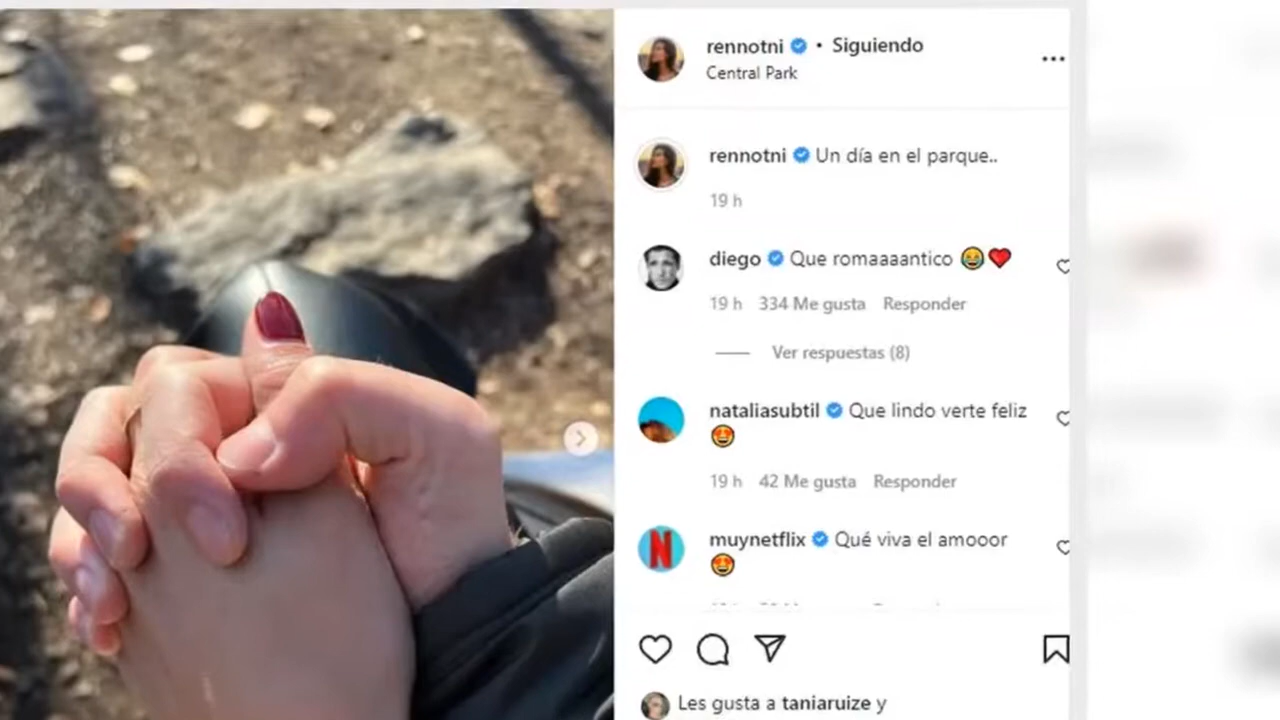 rennotni • Siguiendo
Central Park
rennotni Un día en el parque..
19 h
diego Que romaaaantico 😂❤️
19 h 334 Me gusta Responder
Ver respuestas (8)
nataliasubtil Que lindo verte feliz
🤩
19 h 42 Me gusta Responder
N
muynetflix Qué viva el amooor
🤩
Les gusta a taniaruize y